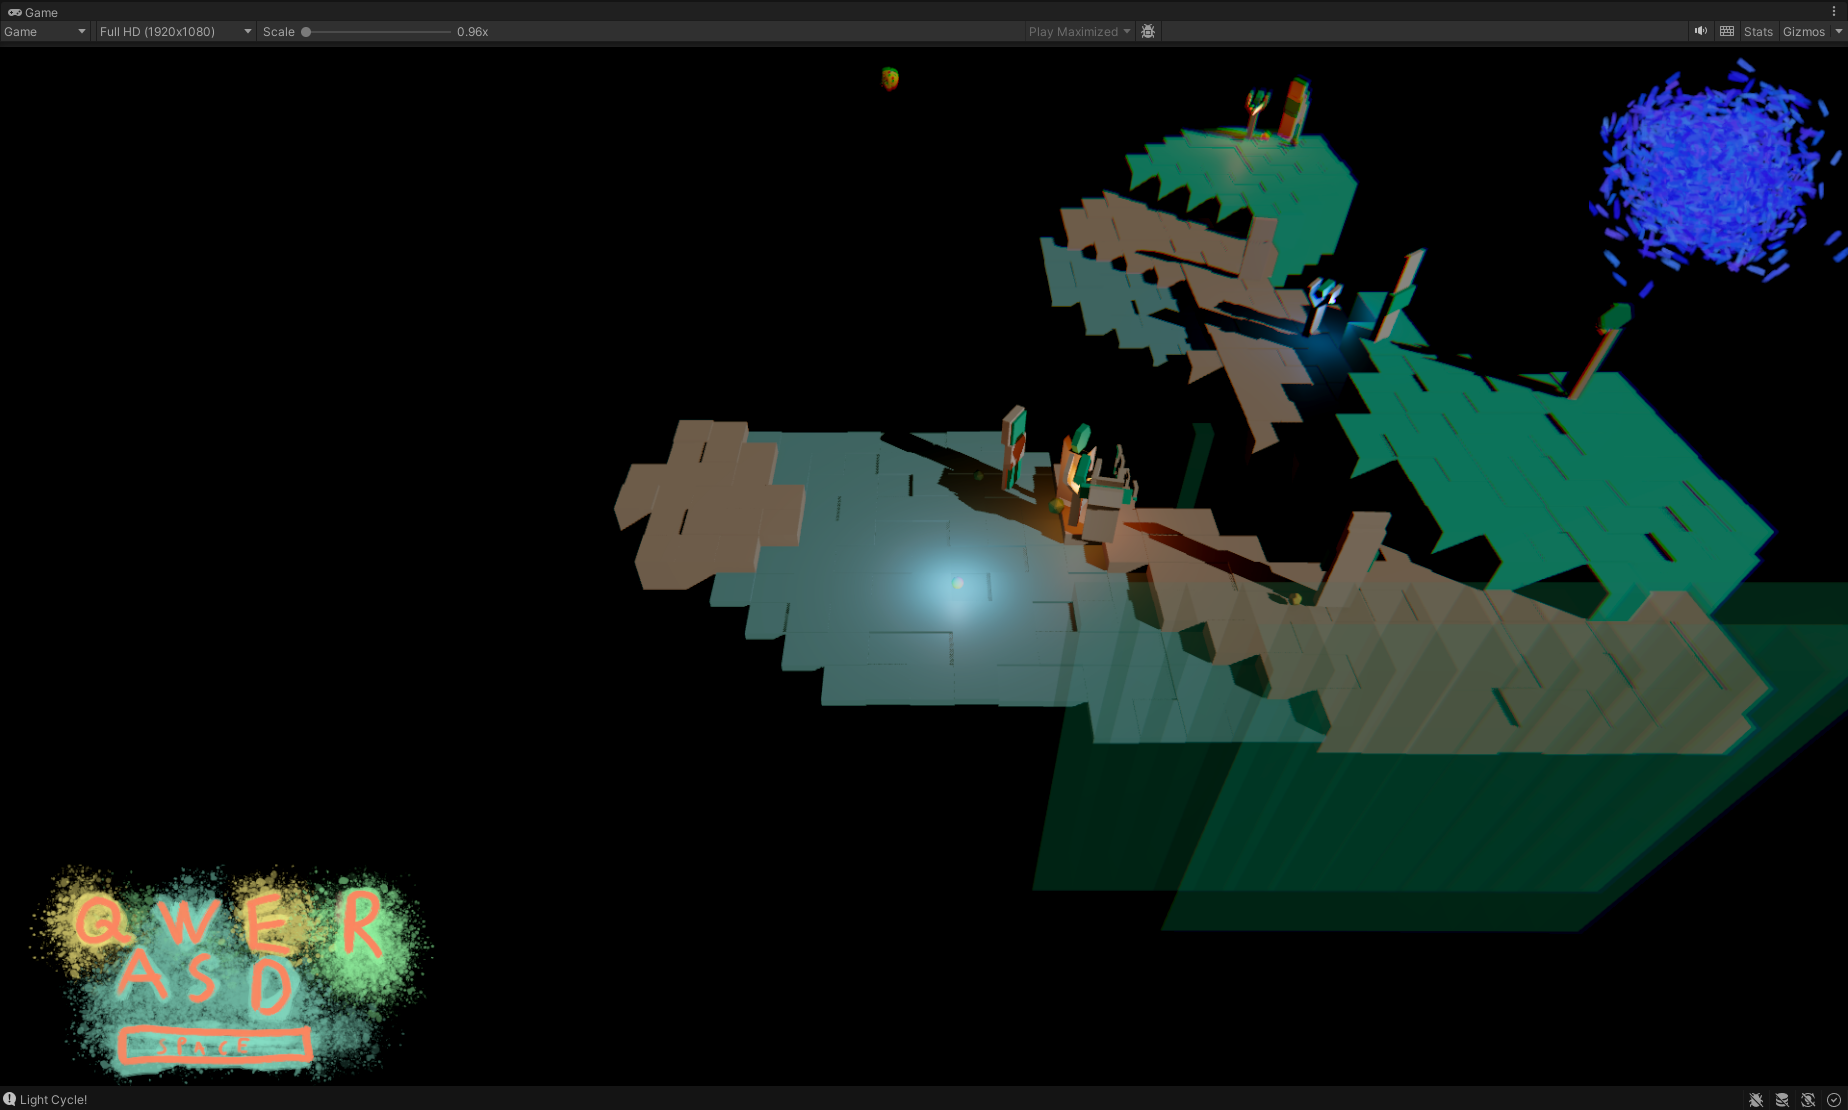 Game
Game Full HD (1920x1080) Scale 0.96x Play Maximized Stats Gizmos
Q W E R
A S D
SPACE
Light Cycle!